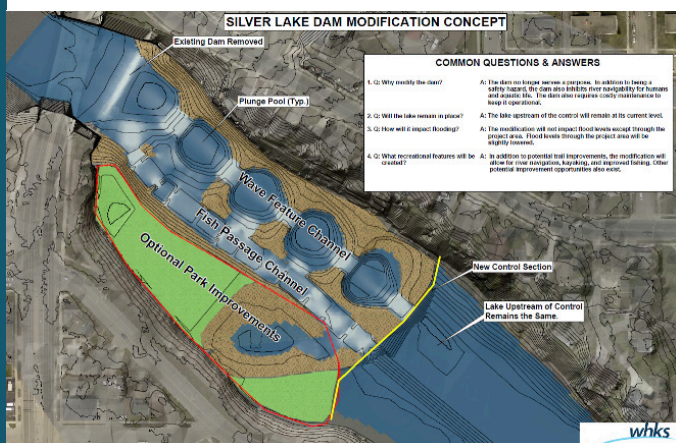 SILVER LAKE DAM MODIFICATION CONCEPT
Existing Dam Removed
Plunge Pool (Typ.)
Wave Feature Channel
Fish Passage Channel
Optional Park Improvements
New Control Section
Lake Upstream of Control
Remains the Same.
COMMON QUESTIONS & ANSWERS
1. Q: Why modify the dam?
A: The dam no longer serves a purpose. In addition to being a
safety hazard, the dam also inhibits river navigability for humans
and aquatic life. The dam also requires costly maintenance to
keep it operational.
2. Q: Will the lake remain in place?
A: The lake upstream of the control will remain at its current level.
3. Q: How will it impact flooding?
A: The modification will not impact flood levels except through the
project area. Flood levels through the project area will be
slightly lowered.
4. Q: What recreational features will be
created?
A: In addition to potential trail improvements, the modification will
allow for river navigation, kayaking, and improved fishing. Other
potential improvement opportunities also exist.
whks